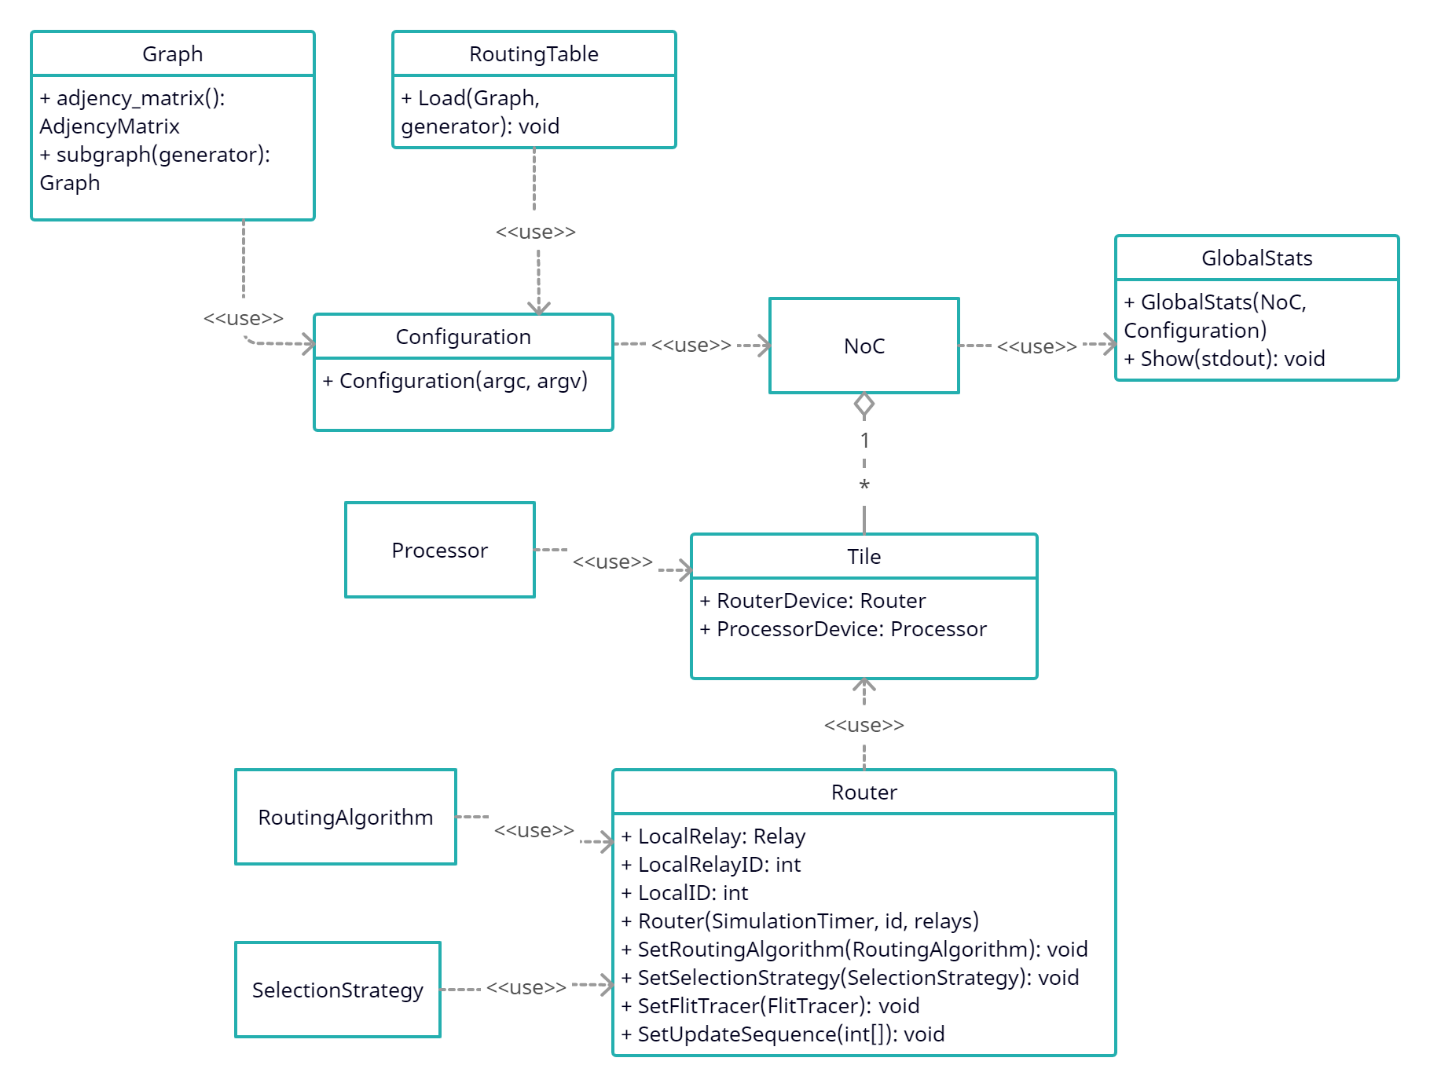 Graph
+ adjency_matrix():
AdjencyMatrix
+ subgraph(generator):
Graph
RoutingTable
+ Load(Graph,
generator): void
<<use>>
<<use>>
Configuration
+ Configuration(argc, argv)
<<use>>
NoC
<<use>>
GlobalStats
+ GlobalStats(NoC,
Configuration)
+ Show(stdout): void
1
*
Processor
<<use>>
Tile
+ RouterDevice: Router
+ ProcessorDevice: Processor
<<use>>
RoutingAlgorithm
<<use>>
SelectionStrategy
<<use>>
Router
+ LocalRelay: Relay
+ LocalRelayID: int
+ LocalID: int
+ Router(SimulationTimer, id, relays)
+ SetRoutingAlgorithm(RoutingAlgorithm): void
+ SetSelectionStrategy(SelectionStrategy): void
+ SetFlitTracer(FlitTracer): void
+ SetUpdateSequence(int[]): void